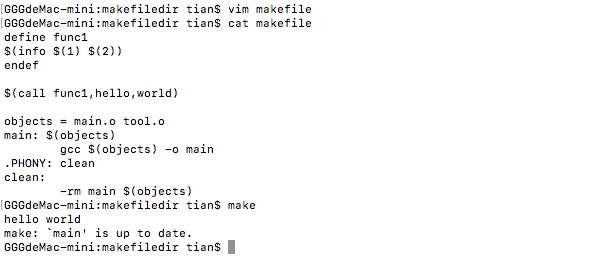 [GGGdeMac-mini:makefiledir tian$ vim makefile
[GGGdeMac-mini:makefiledir tian$ cat makefile
define func1
$(info $(1) $(2))
endef
$(call func1,hello,world)
objects = main.o tool.o
main: $(objects)
        gcc $(objects) -o main
.PHONY: clean
clean:
        -rm main $(objects)
[GGGdeMac-mini:makefiledir tian$ make
hello world
make: `main' is up to date.
GGGdeMac-mini:makefiledir tian$